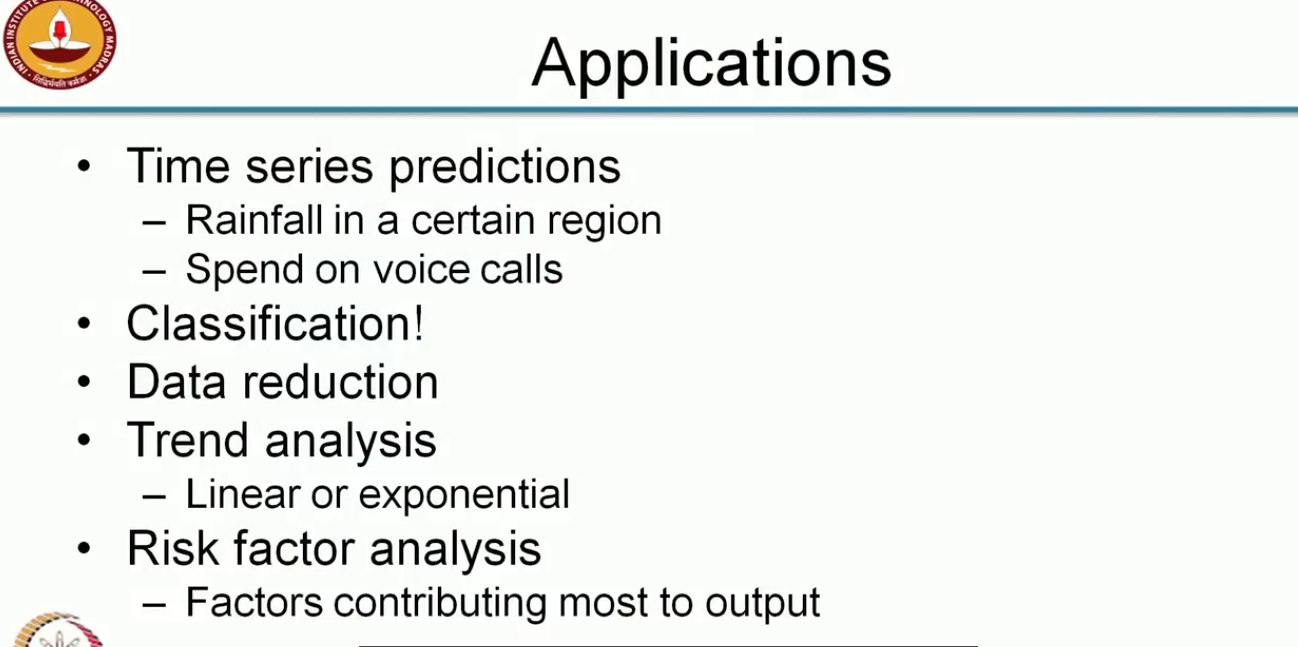 Applications
• Time series predictions
– Rainfall in a certain region
– Spend on voice calls
• Classification!
• Data reduction
• Trend analysis
– Linear or exponential
• Risk factor analysis
– Factors contributing most to output